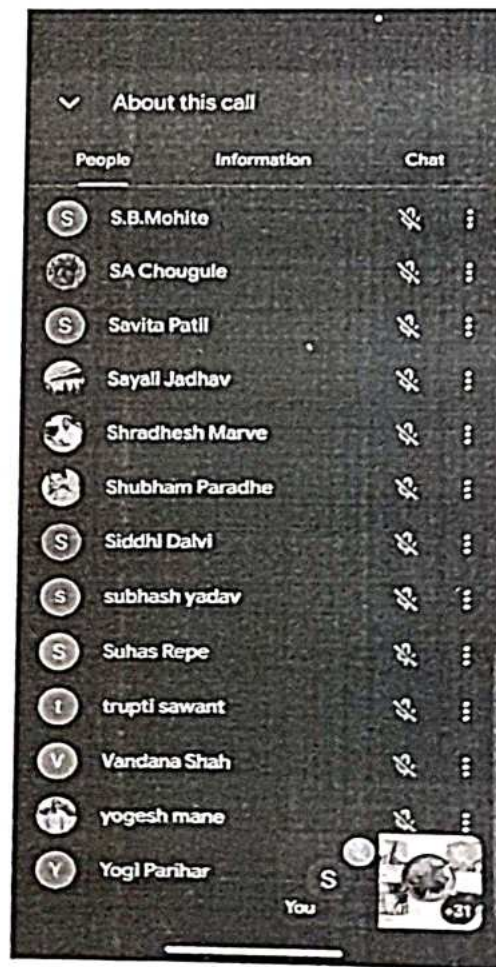 About this call
People Information Chat
S S.B.Mohite
SA Chougule
S Savita Patil
Sayali Jadhav
Shradhesh Marve
Shubham Paradhe
S Siddhi Dalvi
s subhash yadav
S Suhas Repe
t trupti sawant
V Vandana Shah
yogesh mane
Y Yogi Parihar
S
You
+31